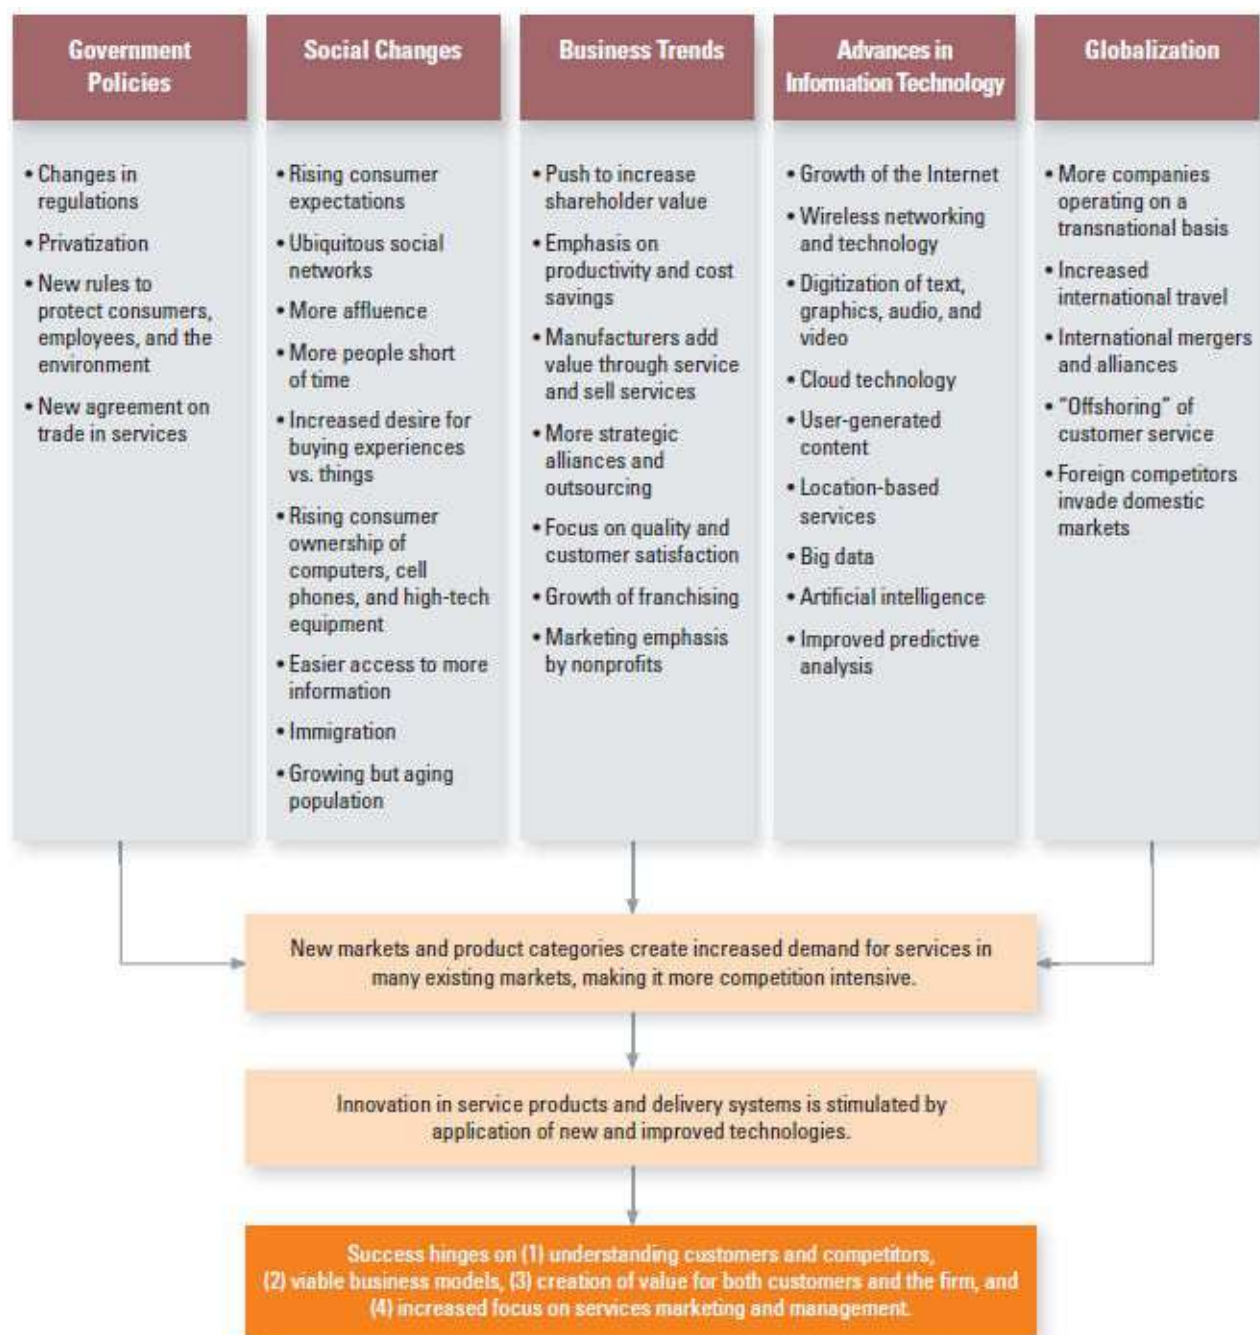 Government
Policies
• Changes in
regulations
• Privatization
• New rules to
protect consumers,
employees, and the
environment
• New agreement on
trade in services
Social Changes
• Rising consumer
expectations
• Ubiquitous social
networks
• More affluence
• More people short
of time
• Increased desire for
buying experiences
vs. things
• Rising consumer
ownership of
computers, cell
phones, and high-tech
equipment
• Easier access to more
information
• Immigration
• Growing but aging
population
Business Trends
• Push to increase
shareholder value
• Emphasis on
productivity and cost
savings
• Manufacturers add
value through service
and sell services
• More strategic
alliances and
outsourcing
• Focus on quality and
customer satisfaction
• Growth of franchising
• Marketing emphasis
by nonprofits
Advances in
Information Technology
• Growth of the Internet
• Wireless networking
and technology
• Digitization of text,
graphics, audio, and
video
• Cloud technology
• User-generated
content
• Location-based
services
• Big data
• Artificial intelligence
• Improved predictive
analysis
Globalization
• More companies
operating on a
transnational basis
• Increased
international travel
• International mergers
and alliances
• "Offshoring" of
customer service
• Foreign competitors
invade domestic
markets
New markets and product categories create increased demand for services in
many existing markets, making it more competition intensive.
Innovation in service products and delivery systems is stimulated by
application of new and improved technologies.
Success hinges on (1) understanding customers and competitors,
(2) viable business models, (3) creation of value for both customers and the firm, and
(4) increased focus on services marketing and management.